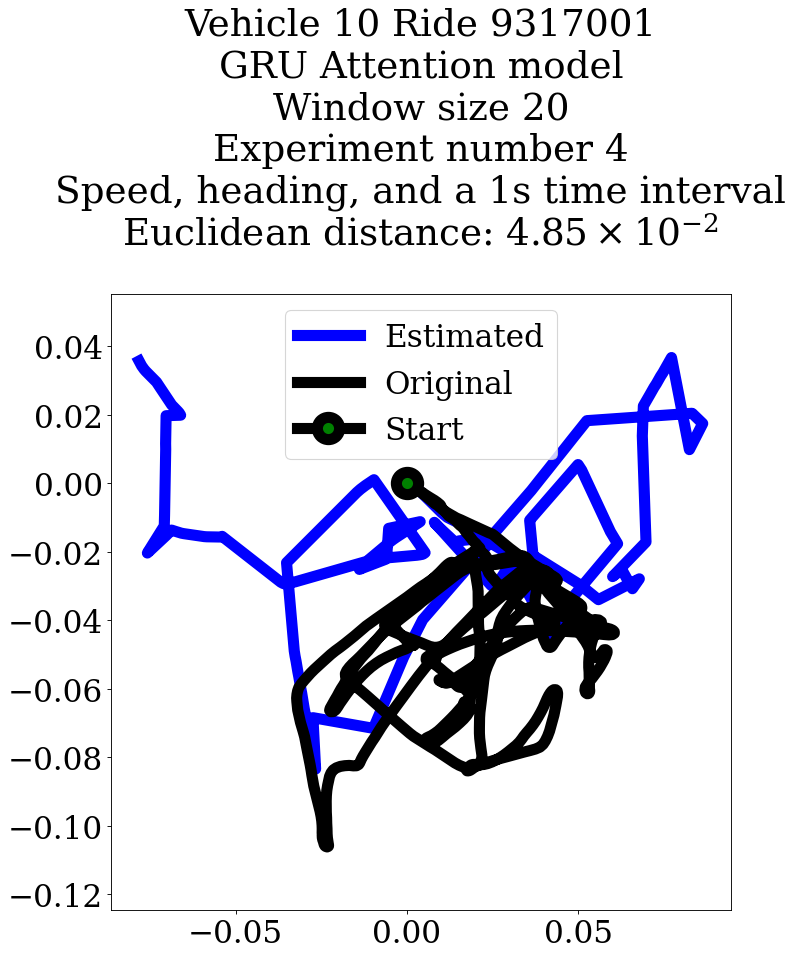 Vehicle 10 Ride 9317001
GRU Attention model
Window size 20
Experiment number 4
Speed, heading, and a 1s time interval
Euclidean distance: 4.85 × 10⁻²
Estimated
Original
Start
0.04
0.02
0.00
−0.02
−0.04
−0.06
−0.08
−0.10
−0.12
−0.05 0.00 0.05